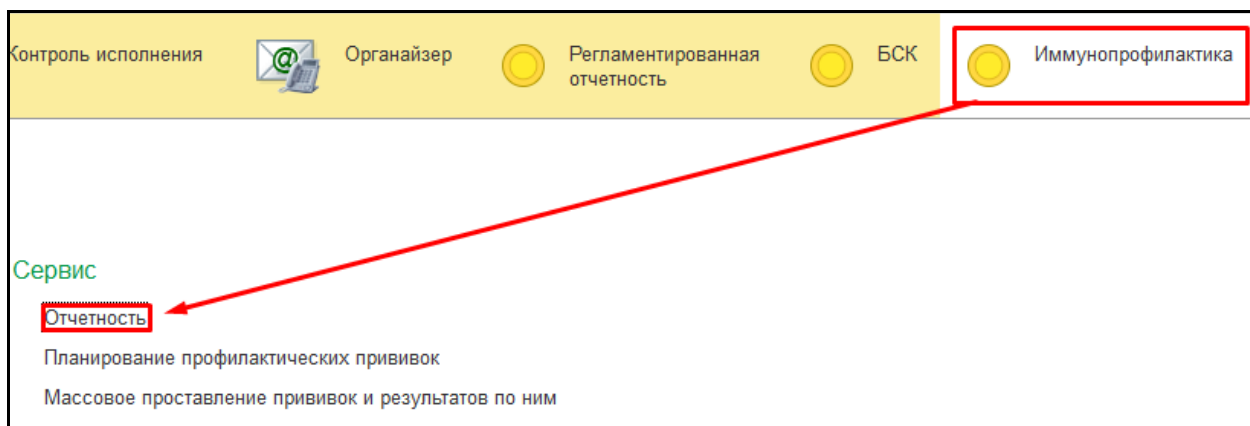 Контроль исполнения
Органайзер
Регламентированная
отчетность
БСК
Иммунопрофилактика
Сервис
Отчетность
Планирование профилактических прививок
Массовое проставление прививок и результатов по ним